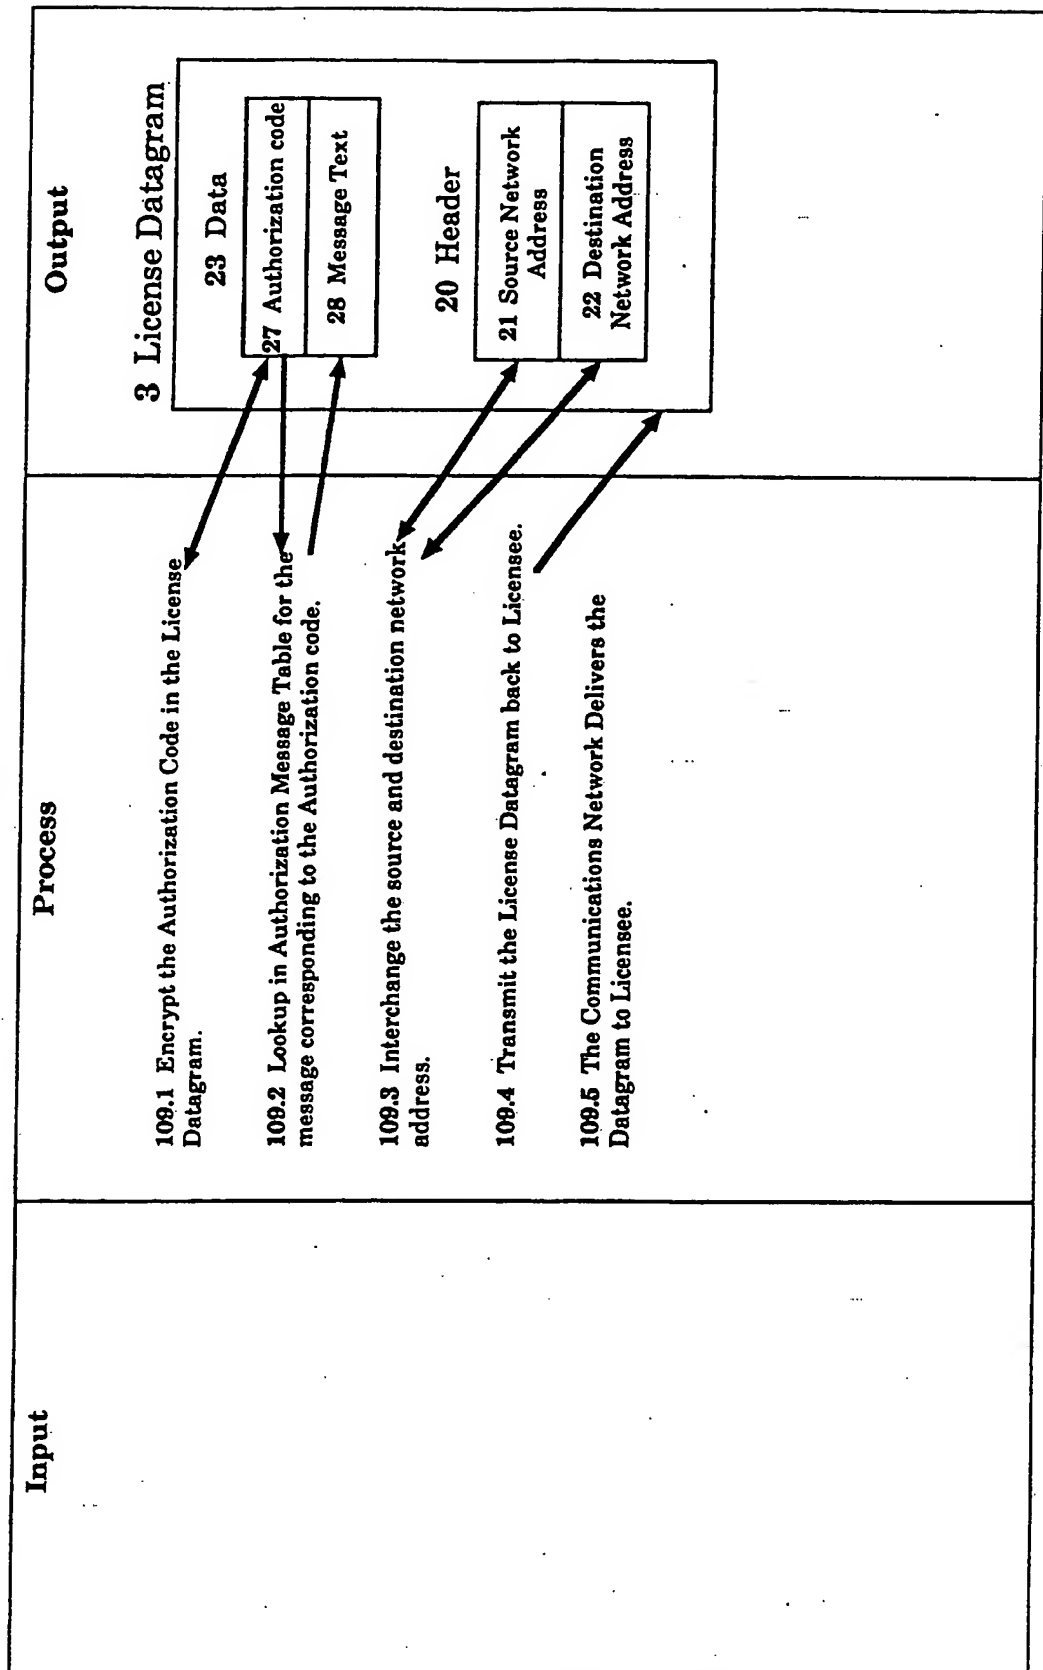 Input
Process
109.1 Encrypt the Authorization Code in the License
Datagram.
109.2 Lookup in Authorization Message Table for the
message corresponding to the Authorization code.
109.3 Interchange the source and destination network
address.
109.4 Transmit the License Datagram back to Licensee.
109.5 The Communications Network Delivers the
Datagram to Licensee.
Output
3 License Datagram
23 Data
27 Authorization code
28 Message Text
20 Header
21 Source Network
Address
22 Destination
Network Address